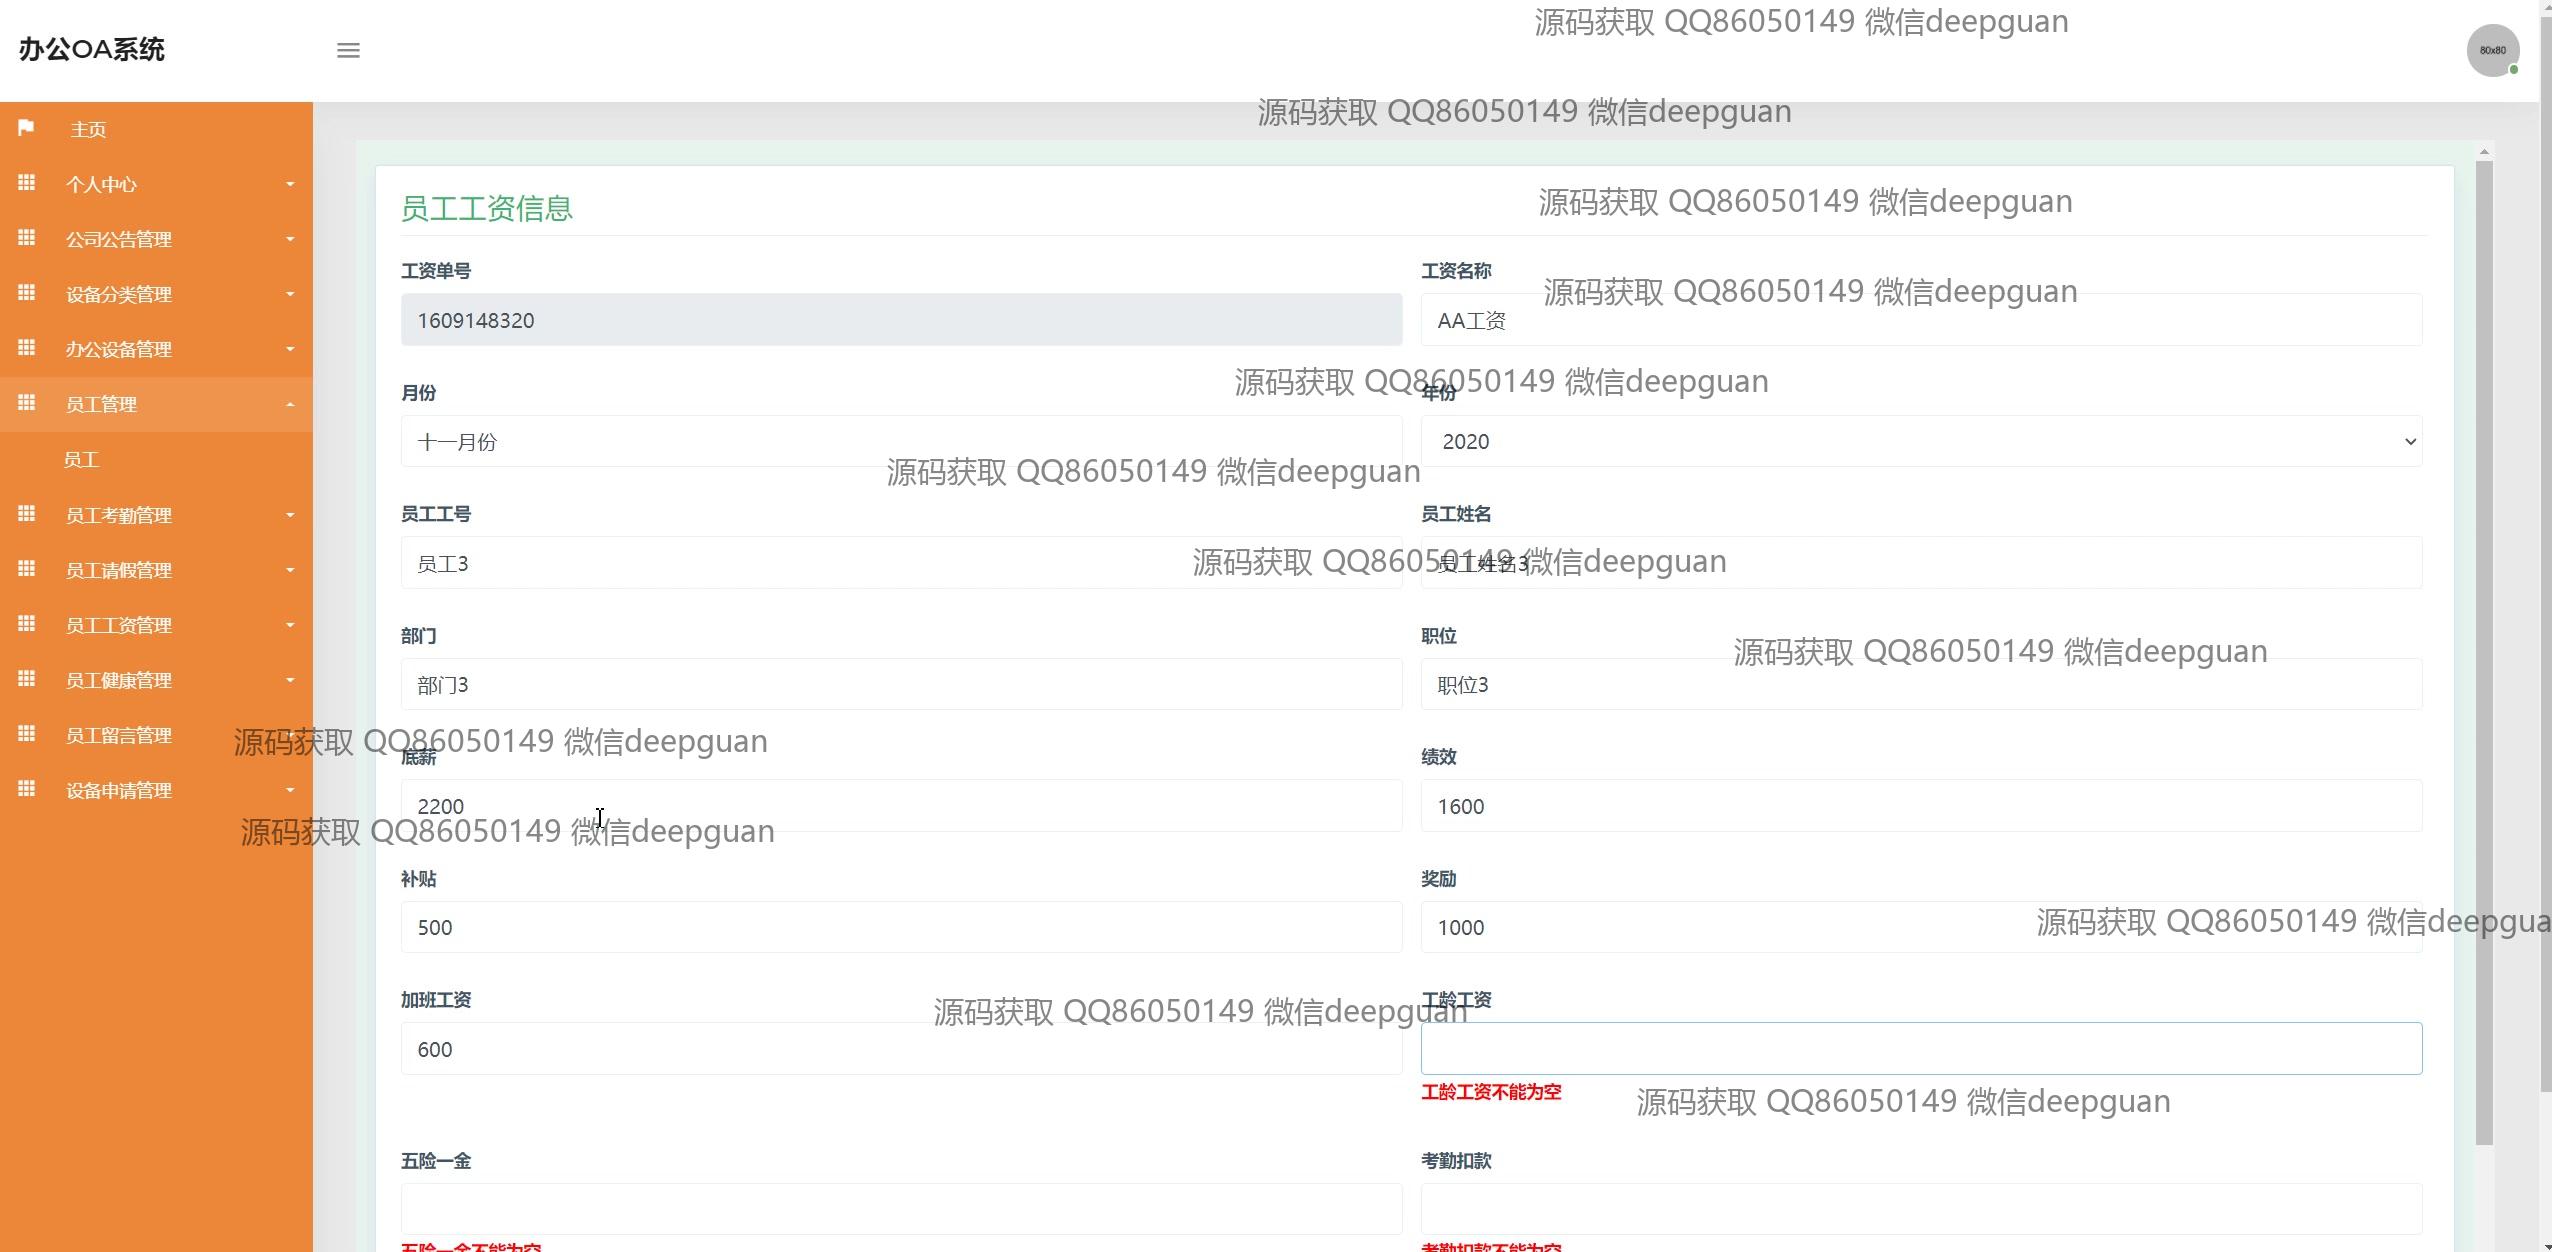 源码获取 QQ86050149 微信deepguan
办公OA系统
80x80
源码获取 QQ86050149 微信deepguan
主页
个人中心
公司公告管理
设备分类管理
办公设备管理
员工管理
员工
员工考勤管理
员工请假管理
员工工资管理
员工健康管理
员工留言管理
设备申请管理
员工工资信息
源码获取 QQ86050149 微信deepguan
工资单号
工资名称
源码获取 QQ86050149 微信deepguan
1609148320
AA工资
源码获取 QQ86050149 微信deepguan
月份
年份
十一月份
2020
源码获取 QQ86050149 微信deepguan
员工工号
员工姓名
源码获取 QQ86050149 微信deepguan
员工3
员工姓名3
部门
职位
源码获取 QQ86050149 微信deepguan
部门3
职位3
源码获取 QQ86050149 微信deepguan
底薪
绩效
2200
1600
源码获取 QQ86050149 微信deepguan
补贴
奖励
源码获取 QQ86050149 微信deepgua
500
1000
加班工资
工龄工资
源码获取 QQ86050149 微信deepguan
600
工龄工资不能为空
源码获取 QQ86050149 微信deepguan
五险一金
考勤扣款
五险一金不能为空
考勤扣款不能为空